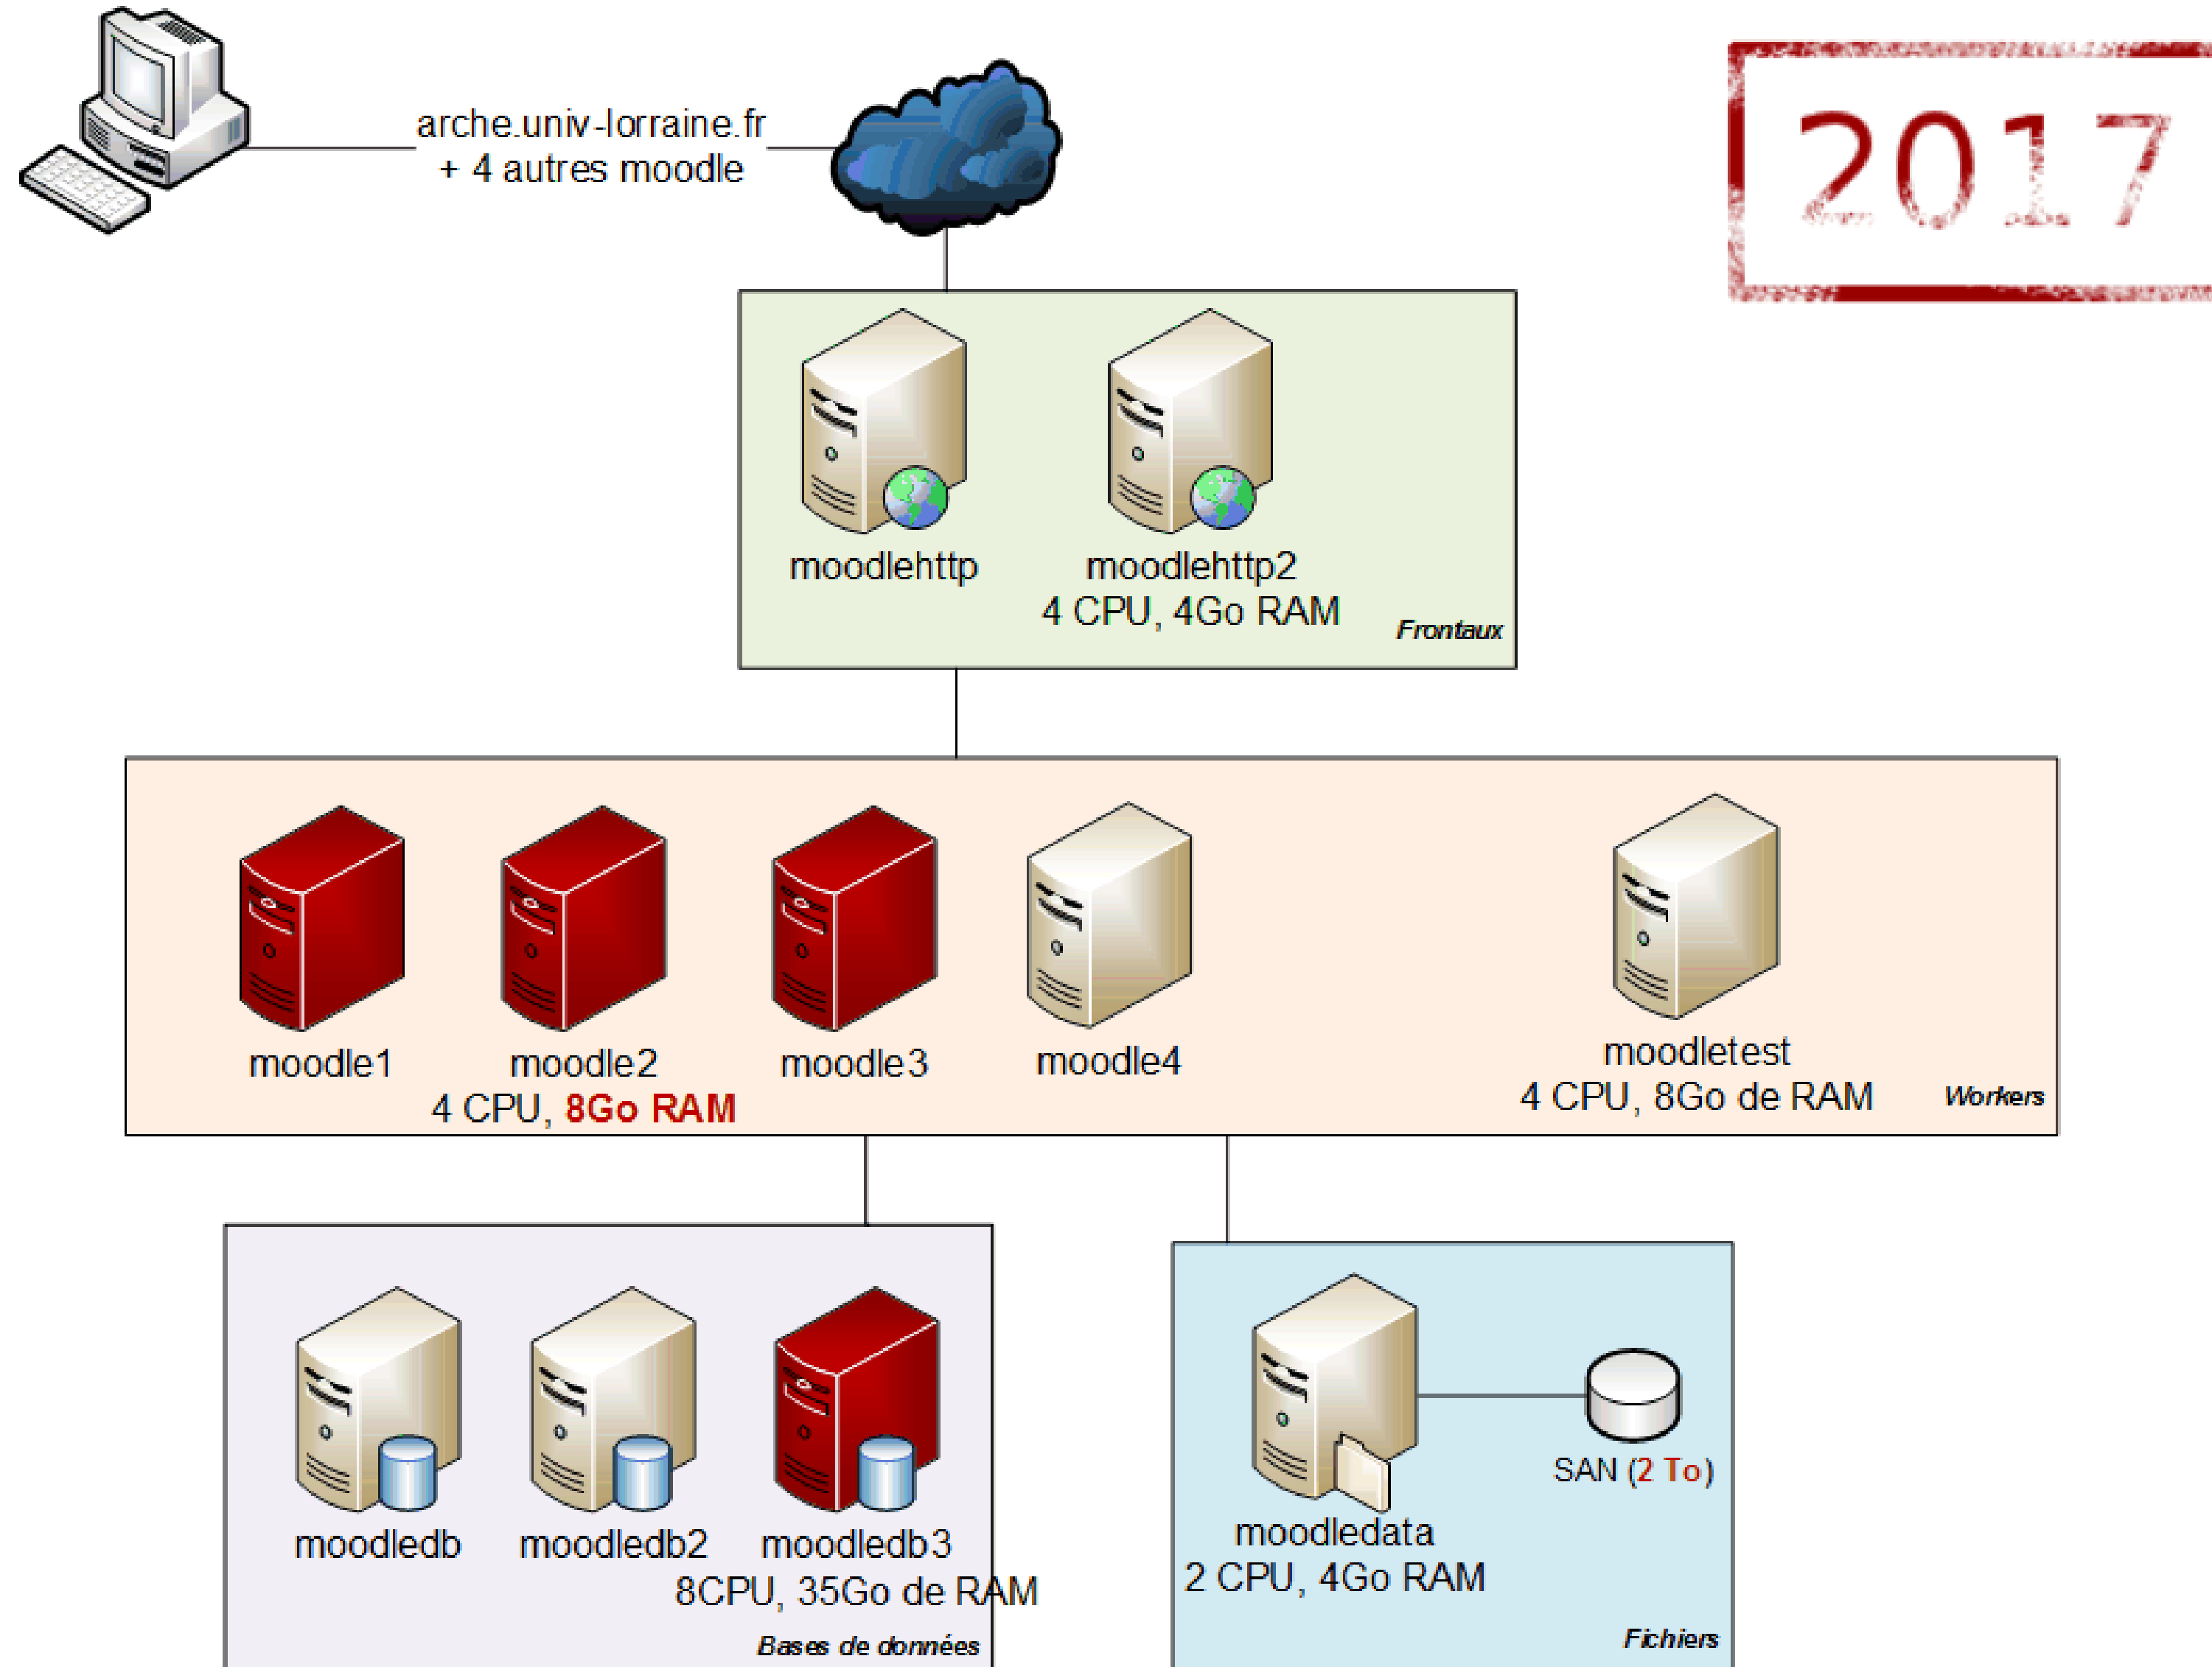 arche.univ-lorraine.fr
+ 4 autres moodle
2017
moodlehttp
moodlehttp2
4 CPU, 4Go RAM
Frontaux
moodle1
moodle2
4 CPU, 8Go RAM
moodle3
moodle4
moodletest
4 CPU, 8Go de RAM
Workers
moodledb
moodledb2
moodledb3
8CPU, 35Go de RAM
Bases de données
moodledata
2 CPU, 4Go RAM
SAN (2 To)
Fichiers